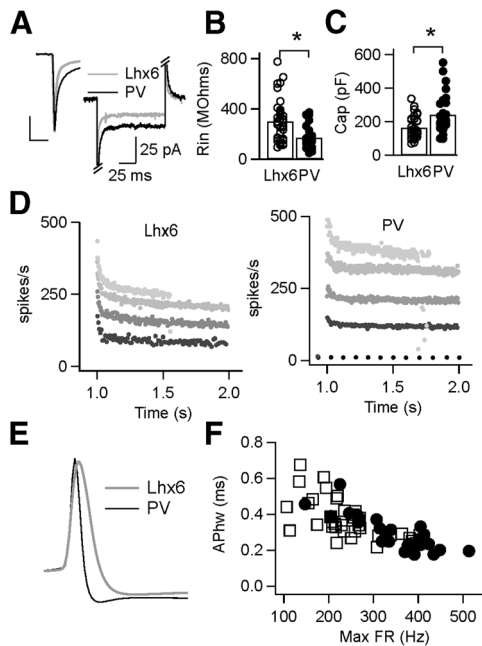 A
Lhx6
PV
25 pA
25 ms
B
*
Rin (MOhms)
800
400
0
Lhx6PV
C
*
Cap (pF)
600
400
200
0
Lhx6PV
D
Lhx6
spikes/s
500
250
0
1.0 1.5 2.0
Time (s)
PV
spikes/s
500
250
0
1.0 1.5 2.0
Time (s)
E
Lhx6
PV
F
APhw (ms)
0.8
0.6
0.4
0.2
0.0
100 200 300 400 500
Max FR (Hz)